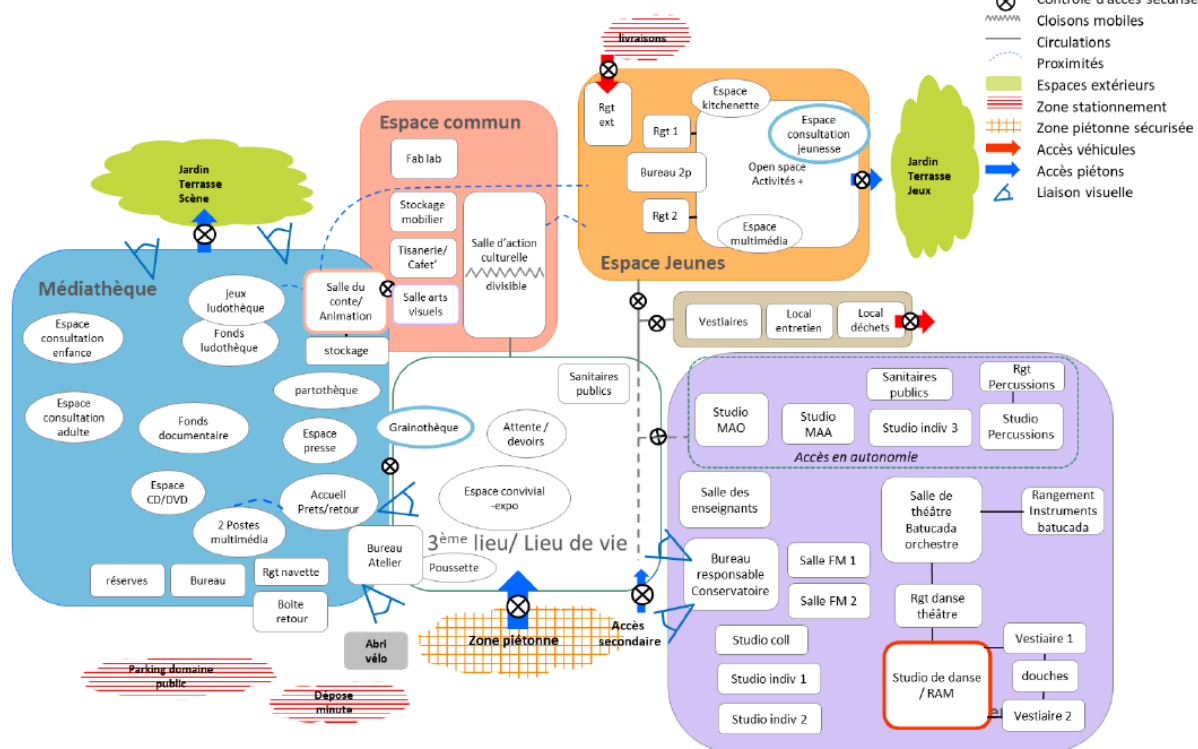 Contrôle d'accès sécurisé
Cloisons mobiles
Circulations
Proximités
Espaces extérieurs
Zone stationnement
Zone piétonne sécurisée
Accès véhicules
Accès piétons
Liaison visuelle
livraisons
Espace commun
Fab lab
Stockage
mobilier
Tisanerie/
Cafet'
Salle arts
visuels
Salle d'action
culturelle
divisible
Rgt
ext
Espace
kitchenette
Rgt 1
Bureau 2p
Rgt 2
Espace
consultation
jeunesse
Open space
Activités +
Espace
multimédia
Espace Jeunes
Jardin
Terrasse
Jeux
Jardin
Terrasse
Scène
Médiathèque
jeux
ludothèque
Fonds
ludothèque
Espace
consultation
enfance
Salle du
conte/
Animation
stockage
partothèque
Espace
consultation
adulte
Fonds
documentaire
Espace
presse
Espace
CD/DVD
Accueil
Prets/retour
2 Postes
multimédia
réserves
Bureau
Rgt navette
Boîte
retour
Bureau
Atelier
Grainothèque
Sanitaires
publics
Attente /
devoirs
Espace convivial
-expo
3ème lieu/ Lieu de vie
Poussette
Vestiaires
Local
entretien
Local
déchets
Sanitaires
publics
Rgt
Percussions
Studio
MAO
Studio
MAA
Studio indiv 3
Studio
Percussions
Accès en autonomie
Salle des
enseignants
Salle de
théâtre
Batucada
orchestre
Rangement
Instruments
batucada
Bureau
responsable
Conservatoire
Salle FM 1
Salle FM 2
Rgt danse
théâtre
Studio coll
Studio indiv 1
Studio indiv 2
Studio de danse
/ RAM
Vestiaire 1
douches
Vestiaire 2
Zone piétonne
Accès
secondaire
Abri
vélo
Parking domaine
public
Dépose
minute